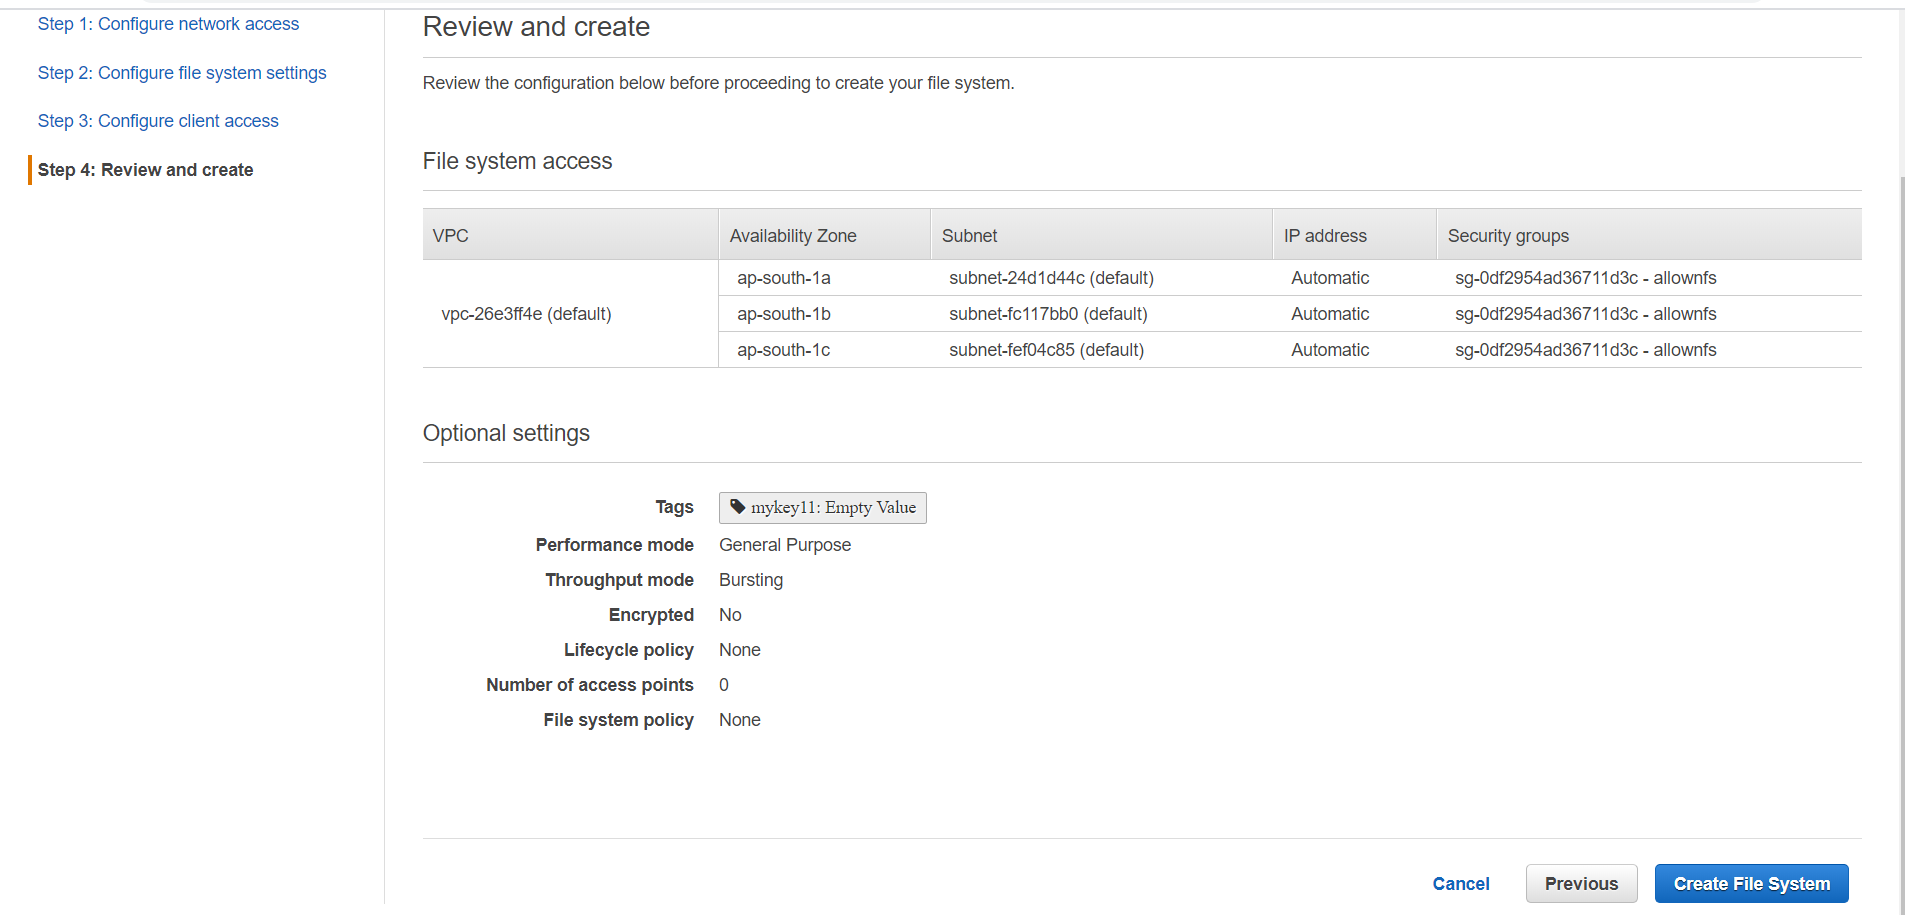 Step 1: Configure network access
Step 2: Configure file system settings
Step 3: Configure client access
Step 4: Review and create
Review and create
Review the configuration below before proceeding to create your file system.
File system access
VPC Availability Zone Subnet IP address Security groups
vpc-26e3ff4e (default)
ap-south-1a subnet-24d1d44c (default) Automatic sg-0df2954ad36711d3c - allownfs
ap-south-1b subnet-fc117bb0 (default) Automatic sg-0df2954ad36711d3c - allownfs
ap-south-1c subnet-fef04c85 (default) Automatic sg-0df2954ad36711d3c - allownfs
Optional settings
Tags mykey11: Empty Value
Performance mode General Purpose
Throughput mode Bursting
Encrypted No
Lifecycle policy None
Number of access points 0
File system policy None
Cancel Previous Create File System